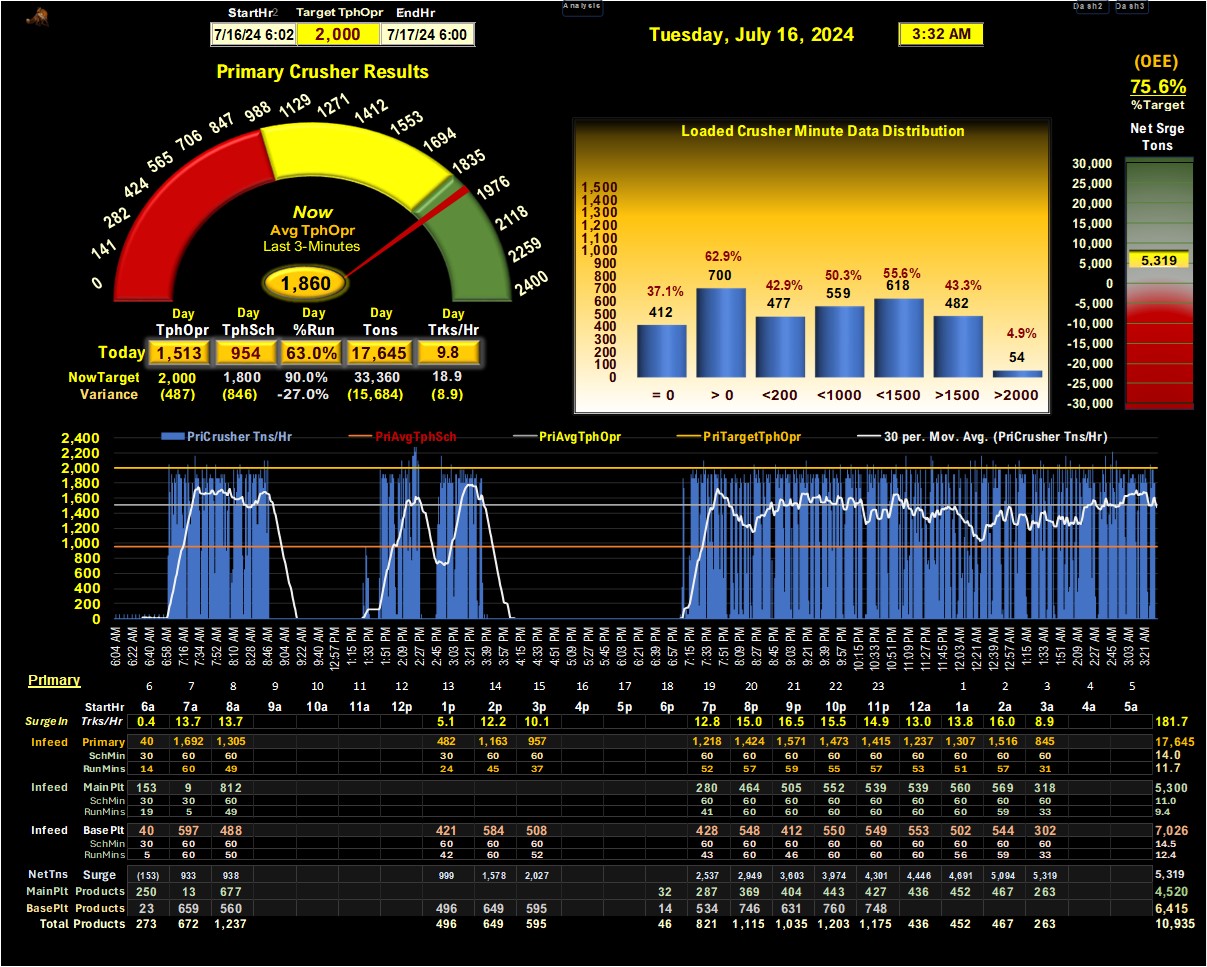 Analysis
Dash2 Dash3
StartHr2 Target TphOpr EndHr
7/16/24 6:02 2,000 7/17/24 6:00
Tuesday, July 16, 2024
3:32 AM
(OEE)
75.6%
%Target
Primary Crusher Results
0 141 282 424 565 706 847 988 1129 1271 1412 1553 1694 1835 1976 2118 2259 2400
Now
Avg TphOpr
Last 3-Minutes
1,860
Day Day Day Day Day
TphOpr TphSch %Run Tons Trks/Hr
Today 1,513 954 63.0% 17,645 9.8
NowTarget 2,000 1,800 90.0% 33,360 18.9
Variance (487) (846) -27.0% (15,684) (8.9)
Loaded Crusher Minute Data Distribution
1,500
1,400
1,300
1,200
1,100
1,000
900
800
700
600
500
400
300
200
100
0
37.1% 62.9% 42.9% 50.3% 55.6% 43.3% 4.9%
412 700 477 559 618 482 54
= 0 > 0 <200 <1000 <1500 >1500 >2000
Net Srge
Tons
30,000
25,000
20,000
15,000
10,000
5,000
0
-5,000
-10,000
-15,000
-20,000
-25,000
-30,000
5,319
PriCrusher Tns/Hr PriAvgTphSch PriAvgTphOpr PriTargetTphOpr 30 per. Mov. Avg. (PriCrusher Tns/Hr)
2,400
2,200
2,000
1,800
1,600
1,400
1,200
1,000
800
600
400
200
0
6:04 AM 6:22 AM 6:40 AM 6:58 AM 7:16 AM 7:34 AM 7:52 AM 8:10 AM 8:28 AM 8:46 AM 9:04 AM 9:22 AM 9:40 AM 12:57 PM 1:15 PM 1:33 PM 1:51 PM 2:09 PM 2:27 PM 2:45 PM 3:03 PM 3:21 PM 3:39 PM 3:57 PM 4:15 PM 4:33 PM 4:51 PM 5:09 PM 5:27 PM 5:45 PM 6:03 PM 6:21 PM 6:39 PM 6:57 PM 7:15 PM 7:33 PM 7:51 PM 8:09 PM 8:27 PM 8:45 PM 9:03 PM 9:21 PM 9:39 PM 9:57 PM 10:15 PM 10:33 PM 10:51 PM 11:09 PM 11:27 PM 11:45 PM 12:03 AM 12:21 AM 12:39 AM 12:57 AM 1:15 AM 1:33 AM 1:51 AM 2:09 AM 2:27 AM 2:45 AM 3:03 AM 3:21 AM
Primary
6 7 8 9 10 11 12 13 14 15 16 17 18 19 20 21 22 23 1 2 3 4 5
StartHr 6a 7a 8a 9a 10a 11a 12p 1p 2p 3p 4p 5p 6p 7p 8p 9p 10p 11p 12a 1a 2a 3a 4a 5a
SurgeIn Trks/Hr 0.4 13.7 13.7 5.1 12.2 10.1 12.8 15.0 16.5 15.5 14.9 13.0 13.8 16.0 8.9 181.7
Infeed Primary 40 1,692 1,305 482 1,163 957 1,218 1,424 1,571 1,473 1,415 1,237 1,307 1,516 845 17,645
SchMin 30 60 60 30 60 60 60 60 60 60 60 60 60 60 60 14.0
RunMins 14 60 49 24 45 37 52 57 59 55 57 53 51 57 31 11.7
Infeed MainPlt 153 9 812 280 464 505 552 539 539 560 569 318 5,300
SchMin 30 30 60 60 60 60 60 60 60 60 60 60 11.0
RunMins 19 5 49 41 60 60 60 60 60 60 59 33 9.4
Infeed BasePlt 40 597 488 421 584 508 428 548 412 550 549 553 502 544 302 7,026
SchMin 30 60 60 60 60 60 60 60 60 60 60 60 60 60 60 14.5
RunMins 5 60 50 42 60 52 43 60 46 60 60 60 56 59 33 12.4
NetTns Surge (153) 933 938 999 1,578 2,027 2,537 2,949 3,603 3,974 4,301 4,446 4,691 5,094 5,319 5,319
MainPlt Products 250 13 677 32 287 369 404 443 427 436 452 467 263 4,520
BasePlt Products 23 659 560 496 649 595 14 534 746 631 760 748 6,415
Total Products 273 672 1,237 496 649 595 46 821 1,115 1,035 1,203 1,175 436 452 467 263 10,935